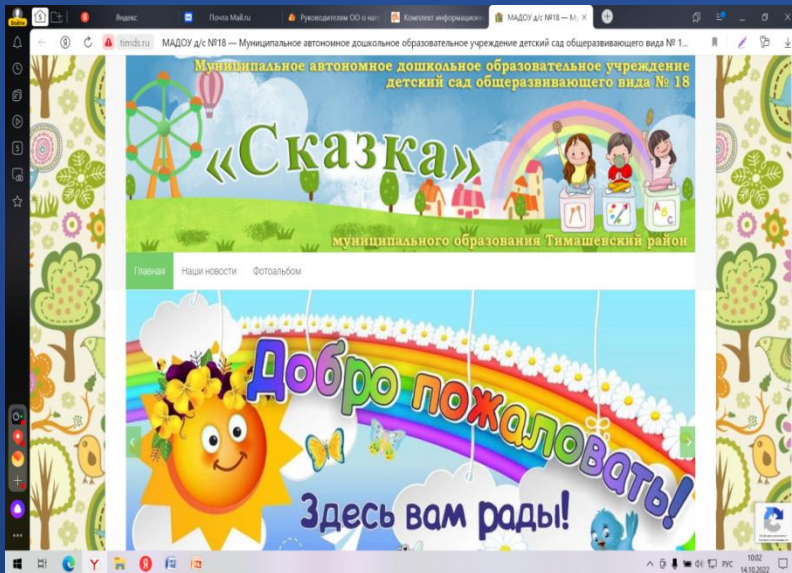 Войти
Яндекс
Почта Mail.ru
Руководителям ОО о нача
Комплект информацион
МАДОУ д/с №18 — М
timds.ru
МАДОУ д/с №18 — Муниципальное автономное дошкольное образовательное учреждение детский сад общеразвивающего вида № 1...
Муниципальное автономное дошкольное образовательное учреждение
детский сад общеразвивающего вида № 18
«Сказка»
A B C
муниципального образования Тимашевский район
Главная
Наши новости
Фотоальбом
Добро пожаловать!
Здесь вам рады!
РУС
10:02
14.10.2022